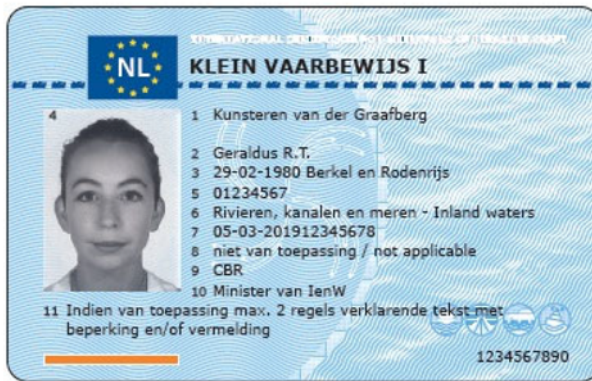 NL
KLEIN VAARBEWIJS I
4
1 Kunsteren van der Graafberg
2 Geraldus R.T.
3 29-02-1980 Berkel en Rodenrijs
5 01234567
6 Rivieren, kanalen en meren - Inland waters
7 05-03-201912345678
8 niet van toepassing / not applicable
9 CBR
10 Minister van IenW
11 Indien van toepassing max. 2 regels verklarende tekst met
beperking en/of vermelding
1234567890